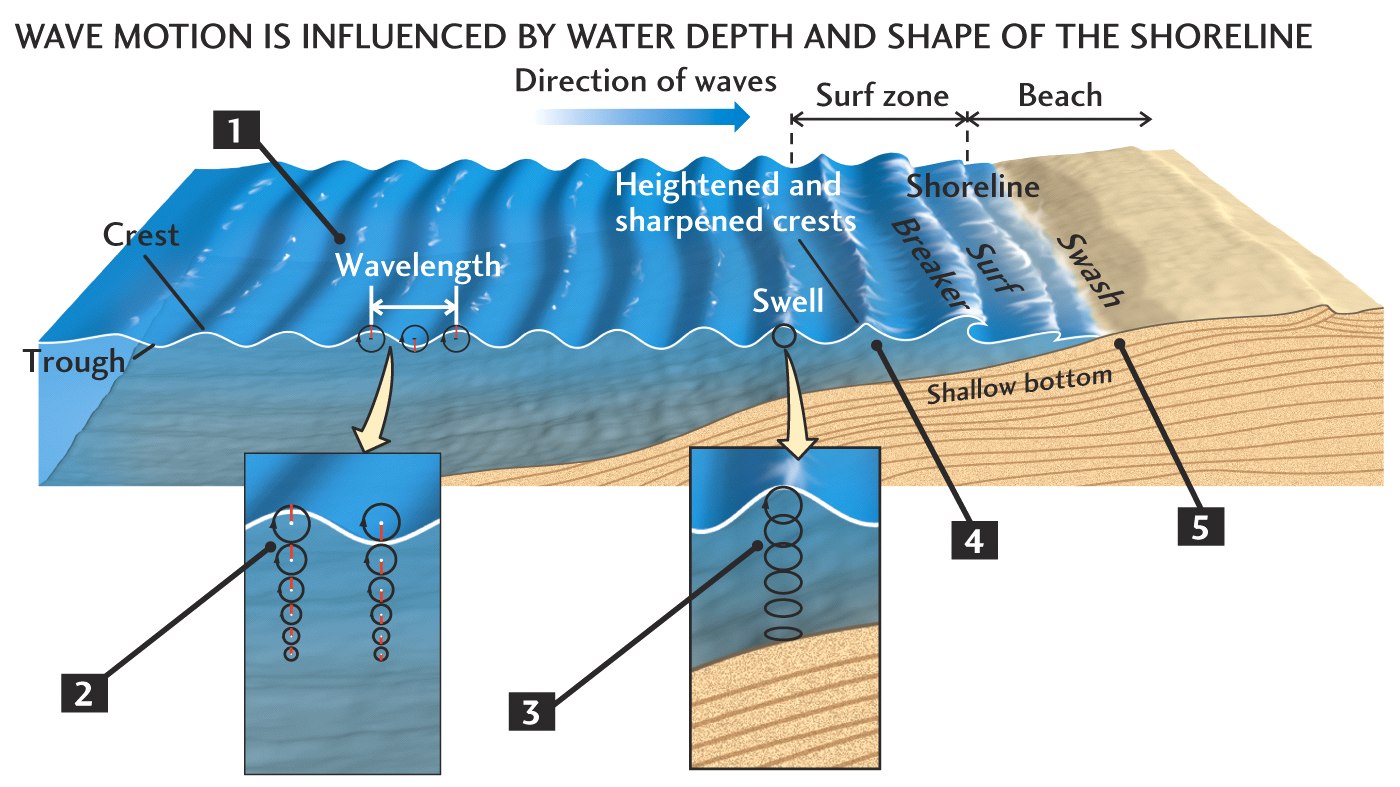 WAVE MOTION IS INFLUENCED BY WATER DEPTH AND SHAPE OF THE SHORELINE
Direction of waves
Surf zone
Beach
1
Heightened and
sharpened crests
Shoreline
Crest
Wavelength
Breaker
Surf
Swash
Swell
Trough
Shallow bottom
2
3
4
5